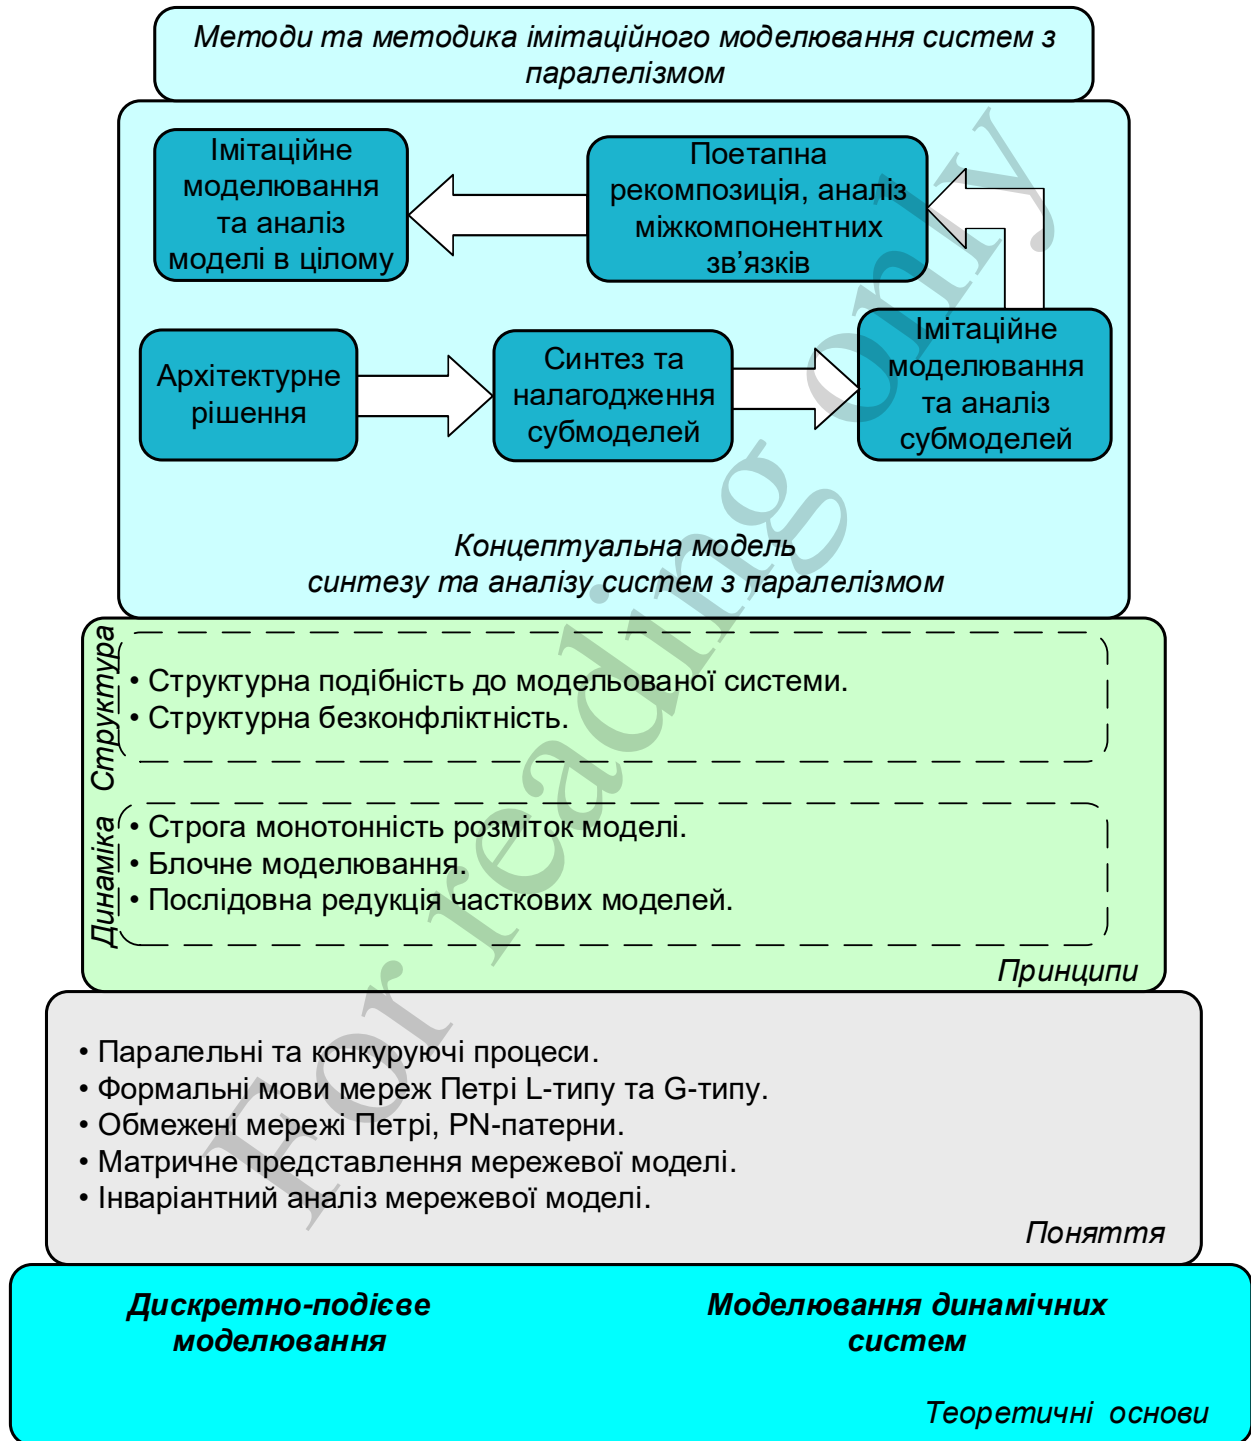 Методи та методика імітаційного моделювання систем з
паралелізмом
Імітаційне
моделювання
та аналіз
моделі в цілому
Поетапна
рекомпозиція, аналіз
міжкомпонентних
зв’язків
Архітектурне
рішення
Синтез та
налагодження
субмоделей
Імітаційне
моделювання
та аналіз
субмоделей
Концептуальна модель
синтезу та аналізу систем з паралелізмом
Структура
• Структурна подібність до модельованої системи.
• Структурна безконфліктність.
Динаміка
• Строга монотонність розміток моделі.
• Блочне моделювання.
• Послідовна редукція часткових моделей.
Принципи
• Паралельні та конкуруючі процеси.
• Формальні мови мереж Петрі L-типу та G-типу.
• Обмежені мережі Петрі, PN-патерни.
• Матричне представлення мережевої моделі.
• Інваріантний аналіз мережевої моделі.
Поняття
Дискретно-подієве
моделювання
Моделювання динамічних
систем
Теоретичні основи
For reading only